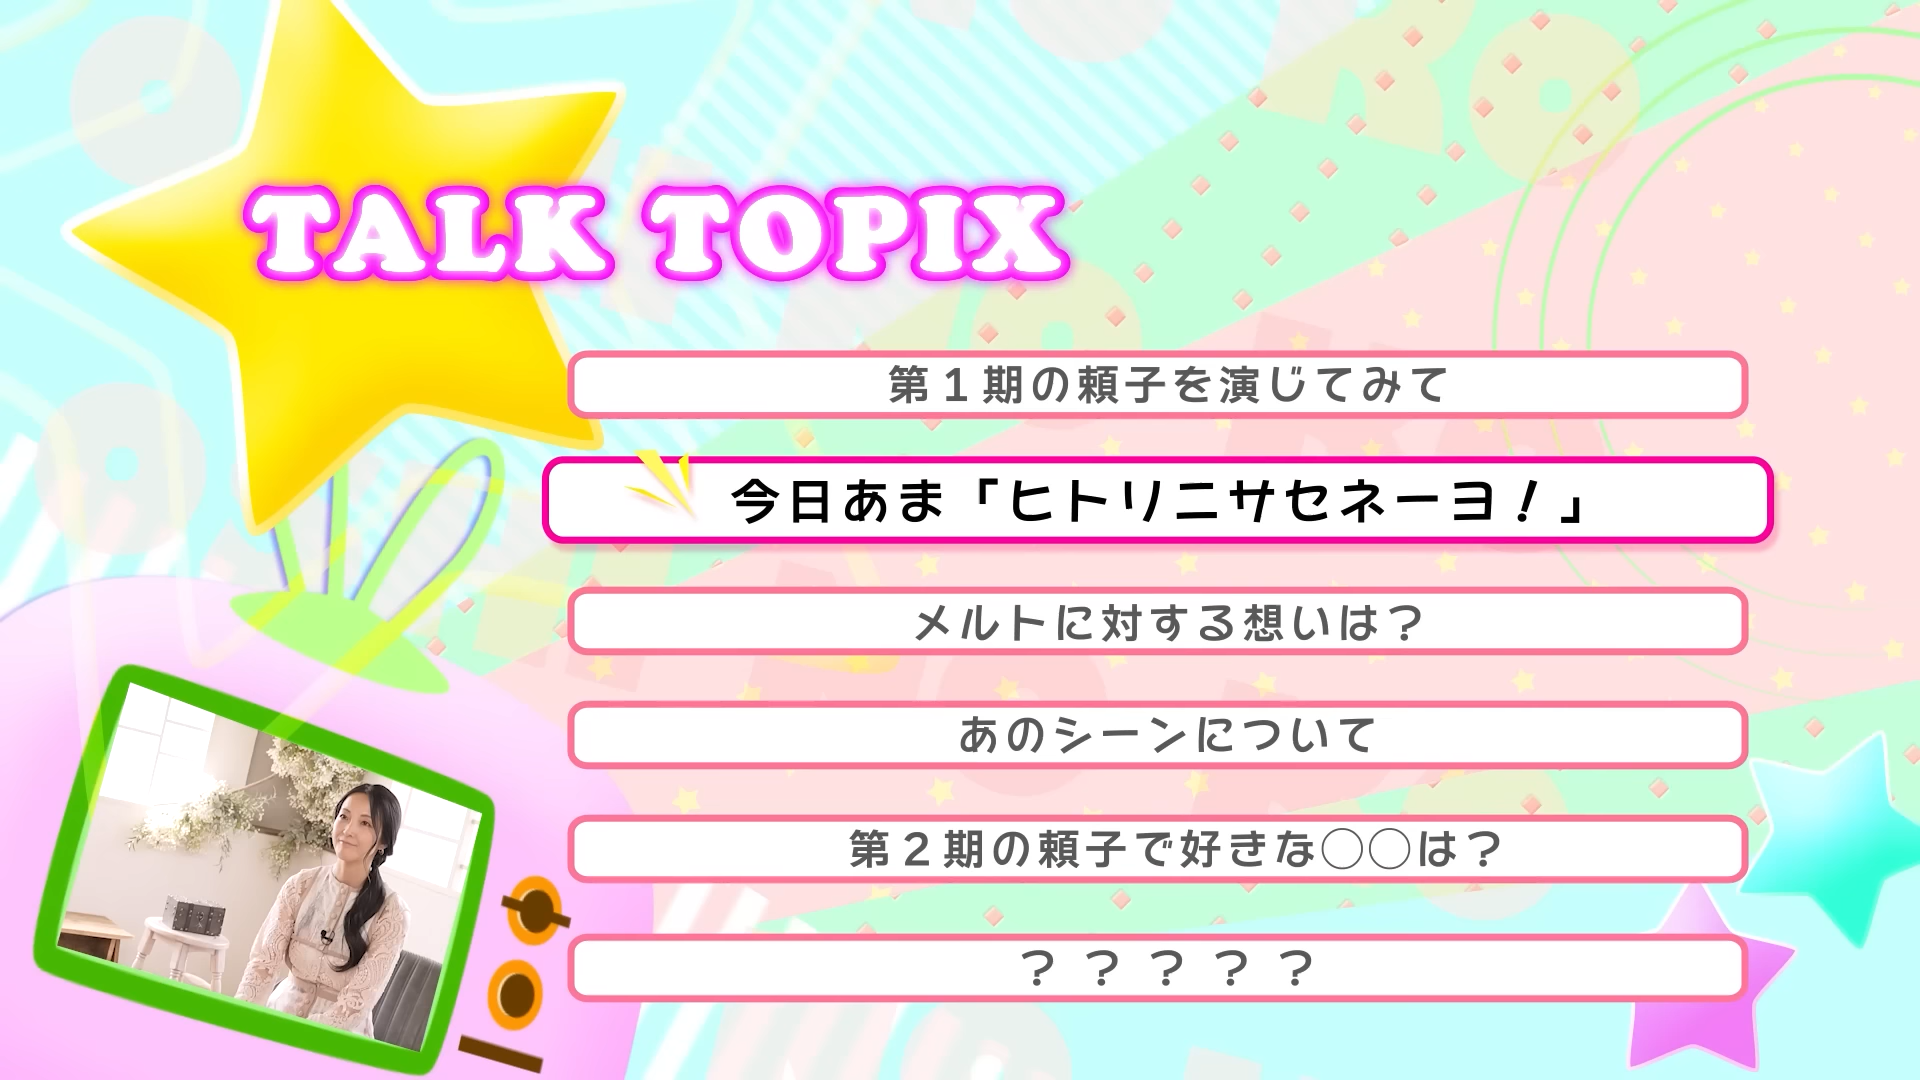 TALK TOPIX
第１期の頼子を演じてみて
今日あま「ヒトリニサセネーヨ！」
メルトに対する想いは？
あのシーンについて
第２期の頼子で好きな◯◯は？
？？？？？